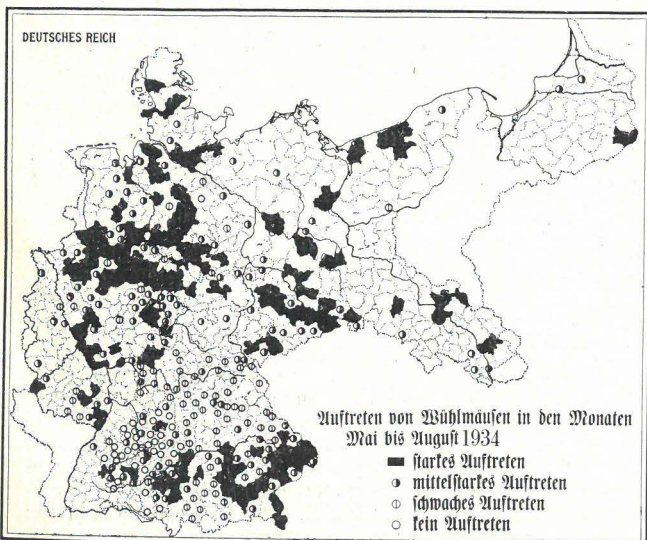 DEUTSCHES REICH
Auftreten von Wühlmäusen in den Monaten
Mai bis August 1934
starkes Auftreten
mittelstarkes Auftreten
schwaches Auftreten
kein Auftreten